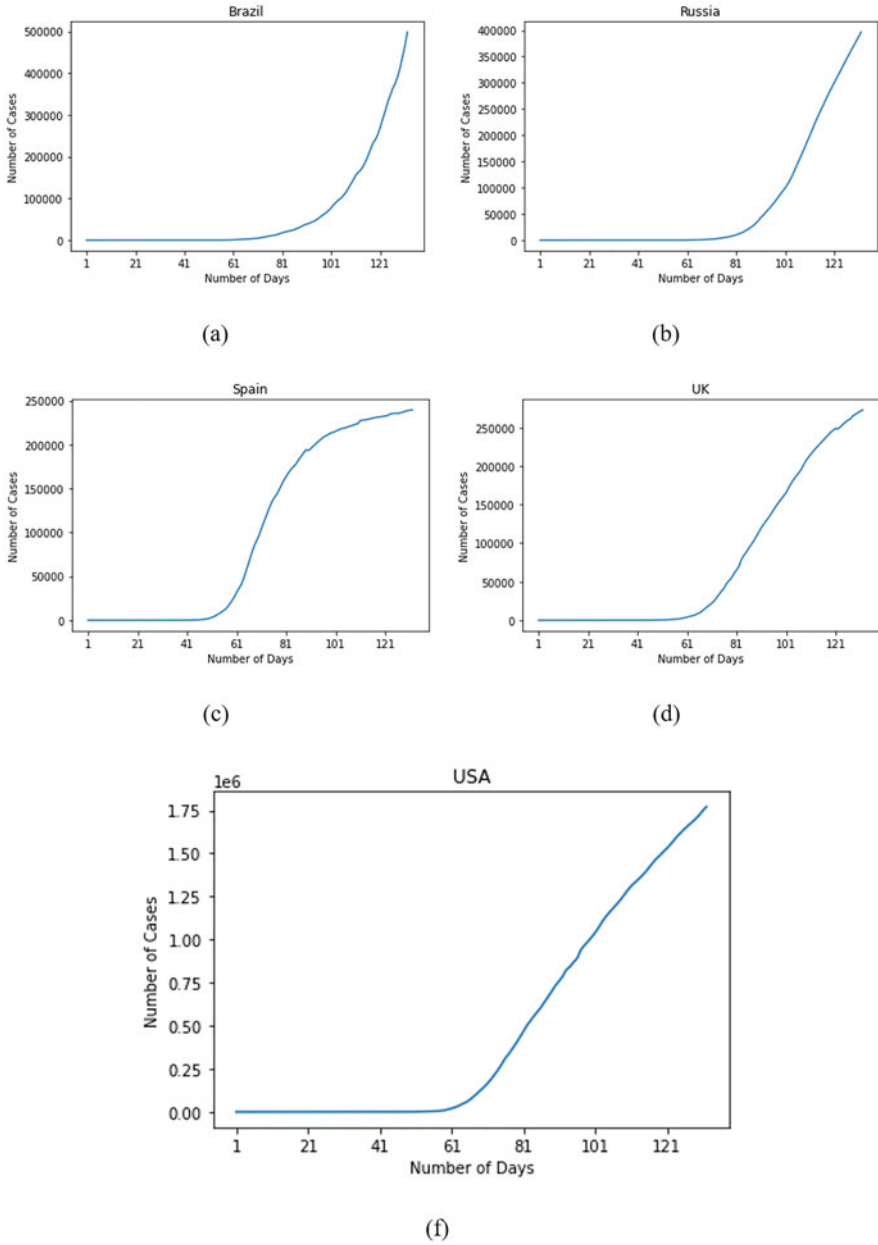 Brazil
500000
400000
300000
200000
100000
0
Number of Cases
1 21 41 61 81 101 121
Number of Days
(a)
Russia
400000
350000
300000
250000
200000
150000
100000
50000
0
Number of Cases
1 21 41 61 81 101 121
Number of Days
(b)
Spain
250000
200000
150000
100000
50000
0
Number of Cases
1 21 41 61 81 101 121
Number of Days
(c)
UK
250000
200000
150000
100000
50000
0
Number of Cases
1 21 41 61 81 101 121
Number of Days
(d)
USA
1e6
1.75
1.50
1.25
1.00
0.75
0.50
0.25
0.00
Number of Cases
1 21 41 61 81 101 121
Number of Days
(f)